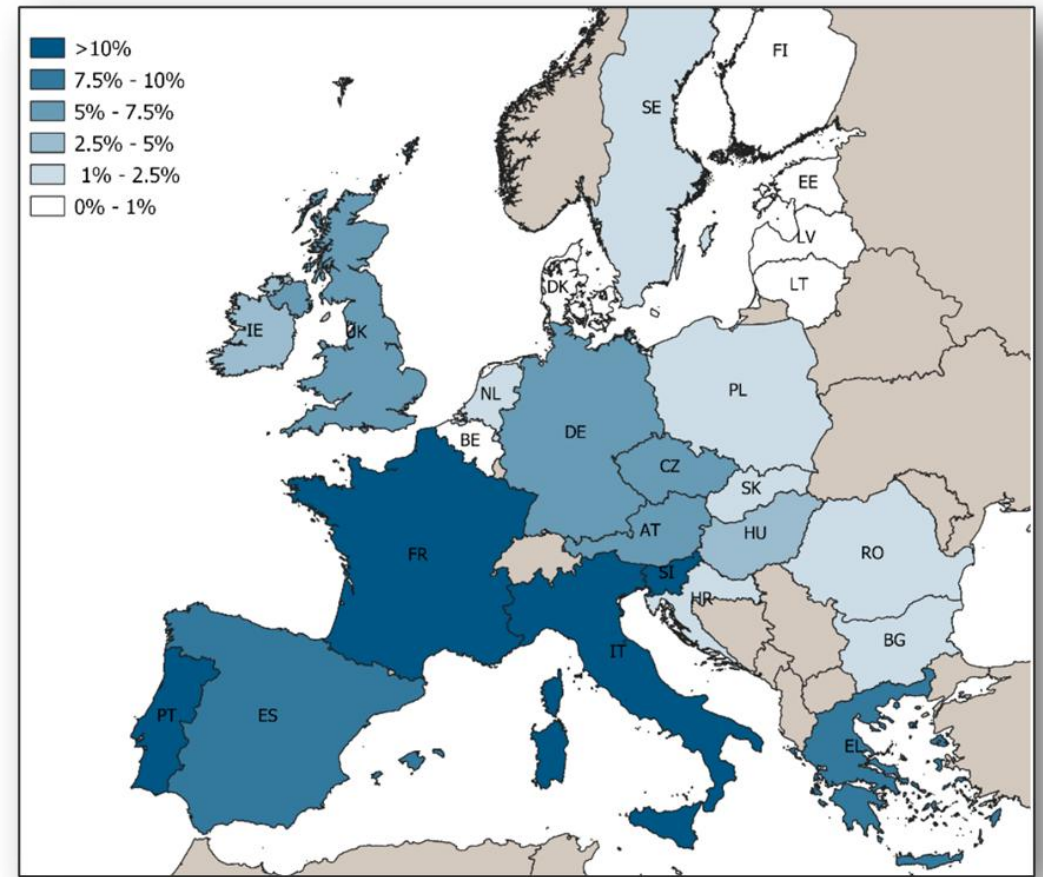 >10%
7.5% - 10%
5% - 7.5%
2.5% - 5%
1% - 2.5%
0% - 1%
FI
SE
EE
LV
LT
DK
IE
UK
NL
PL
BE
DE
CZ
SK
AT
HU
FR
RO
SI
HR
BG
IT
PT
ES
EL